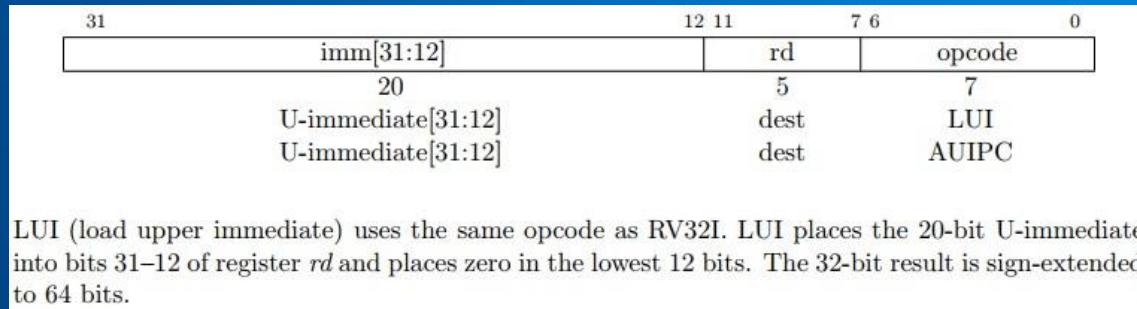 31 12 11 7 6 0
imm[31:12] rd opcode
20 5 7
U-immediate[31:12] dest LUI
U-immediate[31:12] dest AUIPC
LUI (load upper immediate) uses the same opcode as RV32I. LUI places the 20-bit U-immediate
into bits 31–12 of register rd and places zero in the lowest 12 bits. The 32-bit result is sign-extended
to 64 bits.